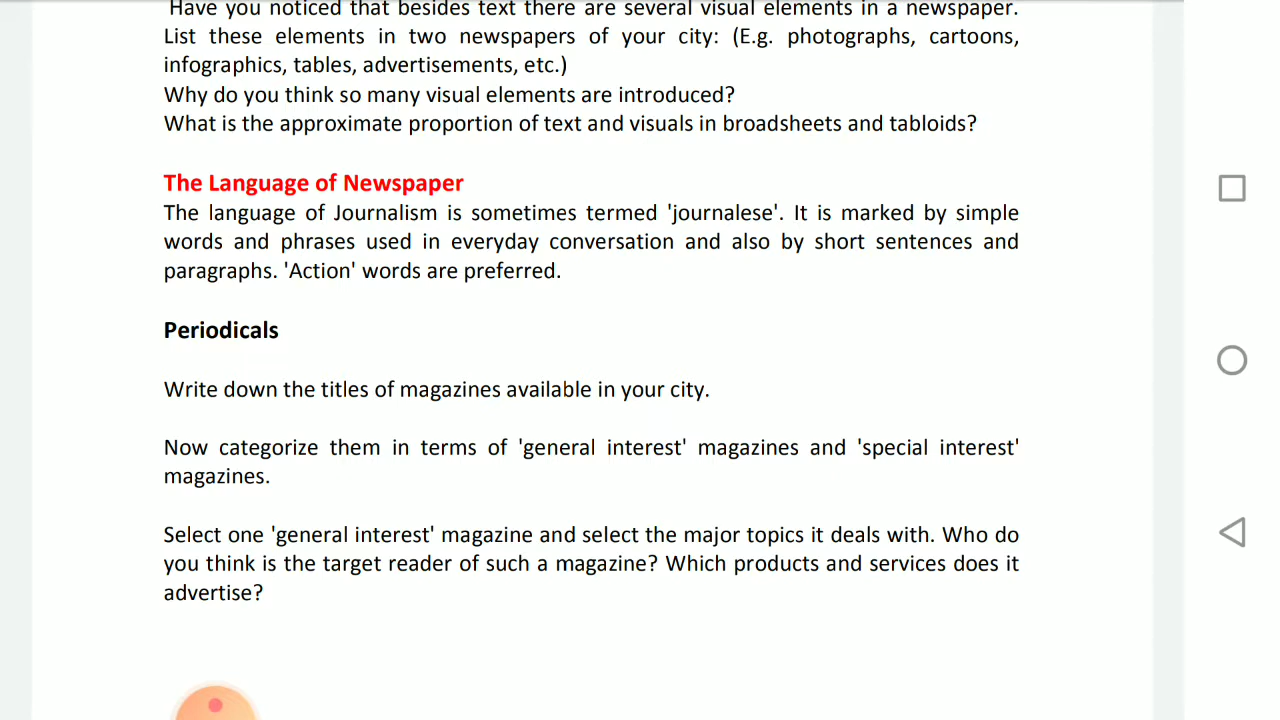 Have you noticed that besides text there are several visual elements in a newspaper.
List these elements in two newspapers of your city: (E.g. photographs, cartoons,
infographics, tables, advertisements, etc.)
Why do you think so many visual elements are introduced?
What is the approximate proportion of text and visuals in broadsheets and tabloids?
The Language of Newspaper
The language of Journalism is sometimes termed 'journalese'. It is marked by simple
words and phrases used in everyday conversation and also by short sentences and
paragraphs. 'Action' words are preferred.
Periodicals
Write down the titles of magazines available in your city.
Now categorize them in terms of 'general interest' magazines and 'special interest'
magazines.
Select one 'general interest' magazine and select the major topics it deals with. Who do
you think is the target reader of such a magazine? Which products and services does it
advertise?